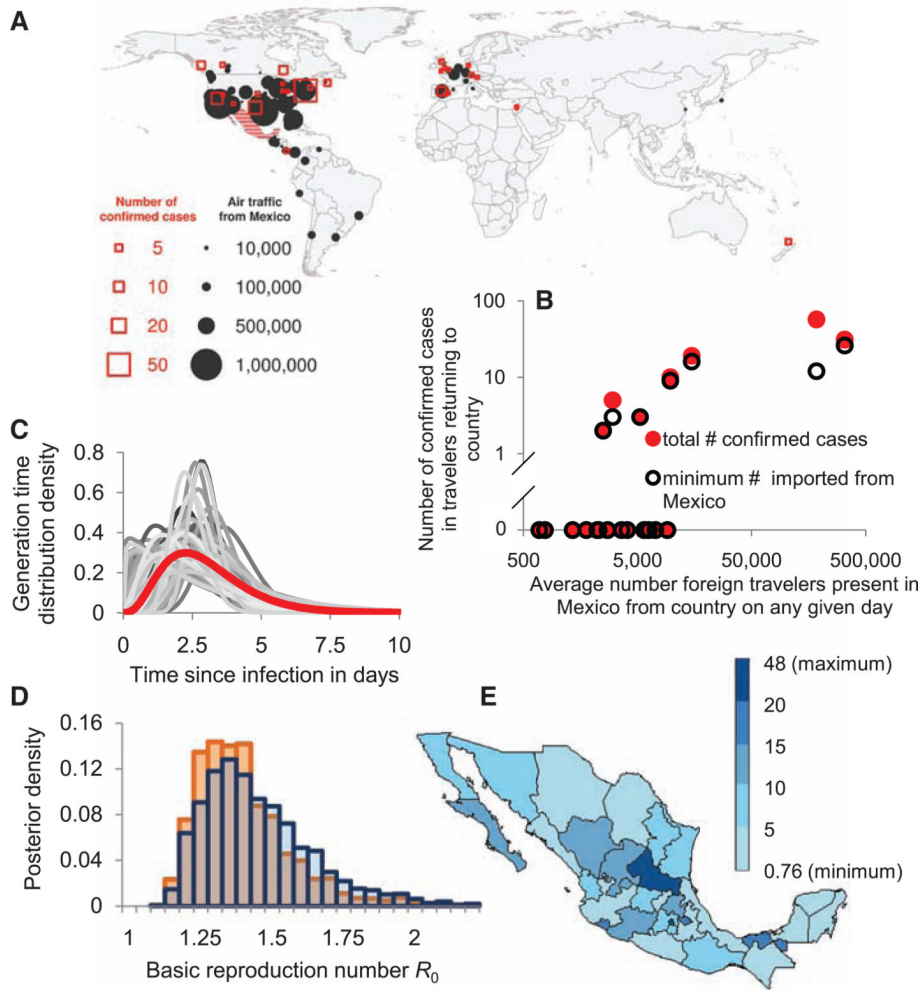 A
Number of
confirmed cases
Air traffic
from Mexico
5
10,000
10
100,000
20
500,000
50
1,000,000
B
Number of confirmed cases
in travelers returning to
country
100
10
1
0
total # confirmed cases
minimum # imported from
Mexico
500
5,000
50,000
500,000
Average number foreign travelers present in
Mexico from country on any given day
C
Generation time
distribution density
0.8
0.6
0.4
0.2
0
0
2.5
5
7.5
10
Time since infection in days
D
Posterior density
0.16
0.12
0.08
0.04
0
1
1.25
1.5
1.75
2
Basic reproduction number R₀
E
48 (maximum)
20
15
10
5
0.76 (minimum)